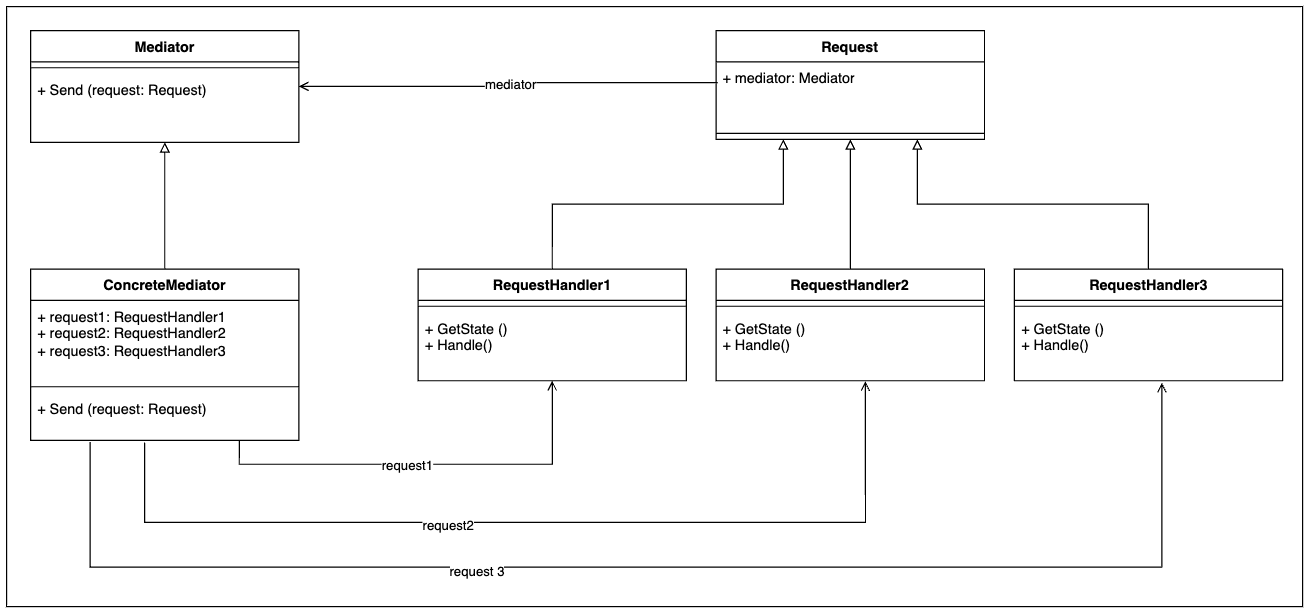 Mediator
+ Send (request: Request)
mediator
Request
+ mediator: Mediator
ConcreteMediator
+ request1: RequestHandler1
+ request2: RequestHandler2
+ request3: RequestHandler3
+ Send (request: Request)
RequestHandler1
+ GetState ()
+ Handle()
RequestHandler2
+ GetState ()
+ Handle()
RequestHandler3
+ GetState ()
+ Handle()
request1
request2
request 3